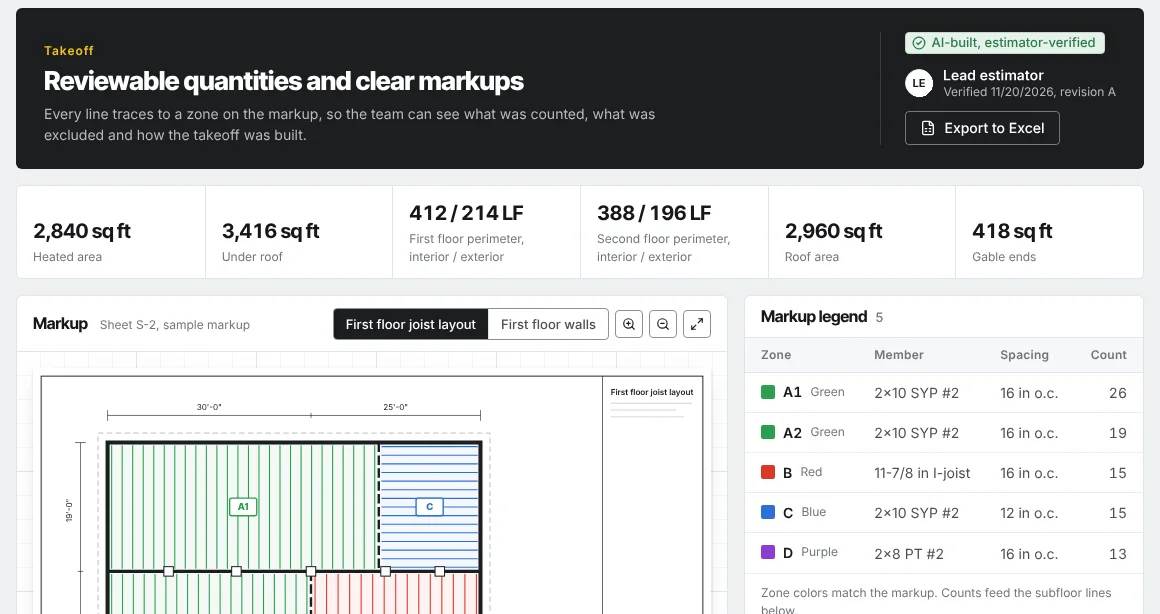 Takeoff
Reviewable quantities and clear markups
Every line traces to a zone on the markup, so the team can see what was counted, what was
excluded and how the takeoff was built.
AI-built, estimator-verified
LE
Lead estimator
Verified 11/20/2026, revision A
Export to Excel
2,840 sq ft
Heated area
3,416 sq ft
Under roof
412 / 214 LF
First floor perimeter,
interior / exterior
388 / 196 LF
Second floor perimeter,
interior / exterior
2,960 sq ft
Roof area
418 sq ft
Gable ends
Markup Sheet S-2, sample markup
First floor joist layout
First floor walls
First floor joist layout
30'-0"
25'-0"
19'-0"
A1
C
Markup legend 5
Zone Member Spacing Count
A1 Green 2×10 SYP #2 16 in o.c. 26
A2 Green 2×10 SYP #2 16 in o.c. 19
B Red 11-7/8 in I-joist 16 in o.c. 15
C Blue 2×10 SYP #2 12 in o.c. 15
D Purple 2×8 PT #2 16 in o.c. 13
Zone colors match the markup. Counts feed the subfloor lines
below.